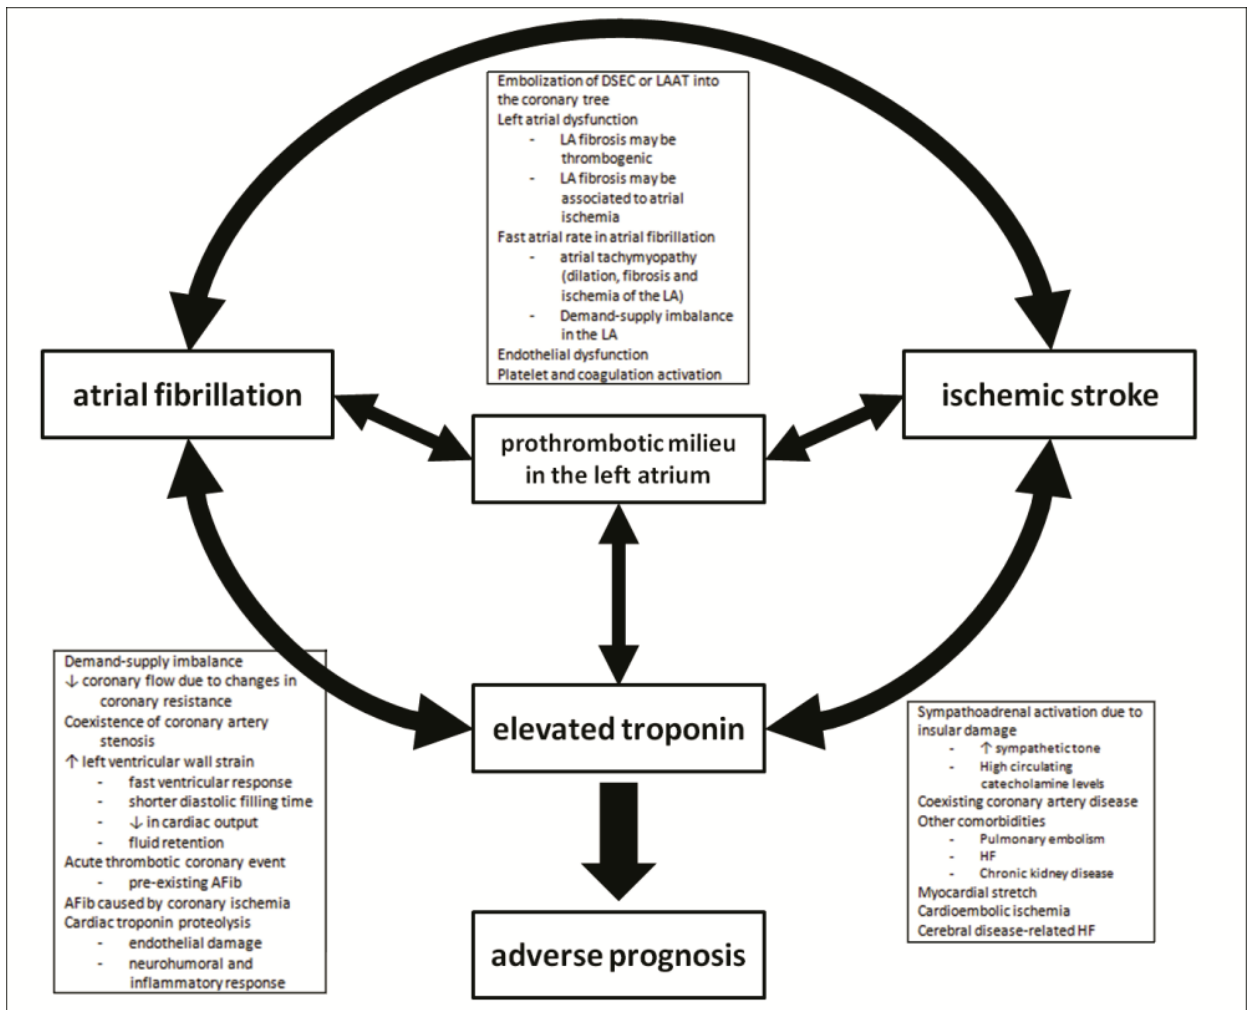 Embolization of DSEC or LAAT into
the coronary tree
Left atrial dysfunction
- LA fibrosis may be
thrombogenic
- LA fibrosis may be
associated to atrial
ischemia
Fast atrial rate in atrial fibrillation
- atrial tachymyopathy
(dilation, fibrosis and
ischemia of the LA)
- Demand-supply imbalance
in the LA
Endothelial dysfunction
Platelet and coagulation activation
atrial fibrillation
ischemic stroke
prothrombotic milieu
in the left atrium
Demand-supply imbalance
↓ coronary flow due to changes in
coronary resistance
Coexistence of coronary artery
stenosis
↑ left ventricular wall strain
- fast ventricular response
- shorter diastolic filling time
- ↓ in cardiac output
- fluid retention
Acute thrombotic coronary event
- pre-existing AFib
AFib caused by coronary ischemia
Cardiac troponin proteolysis
- endothelial damage
- neurohumoral and
inflammatory response
elevated troponin
Sympathoadrenal activation due to
insular damage
- ↑ sympathetic tone
- High circulating
catecholamine levels
Coexisting coronary artery disease
Other comorbidities
- Pulmonary embolism
- HF
- Chronic kidney disease
Myocardial stretch
Cardioembolic ischemia
Cerebral disease-related HF
adverse prognosis